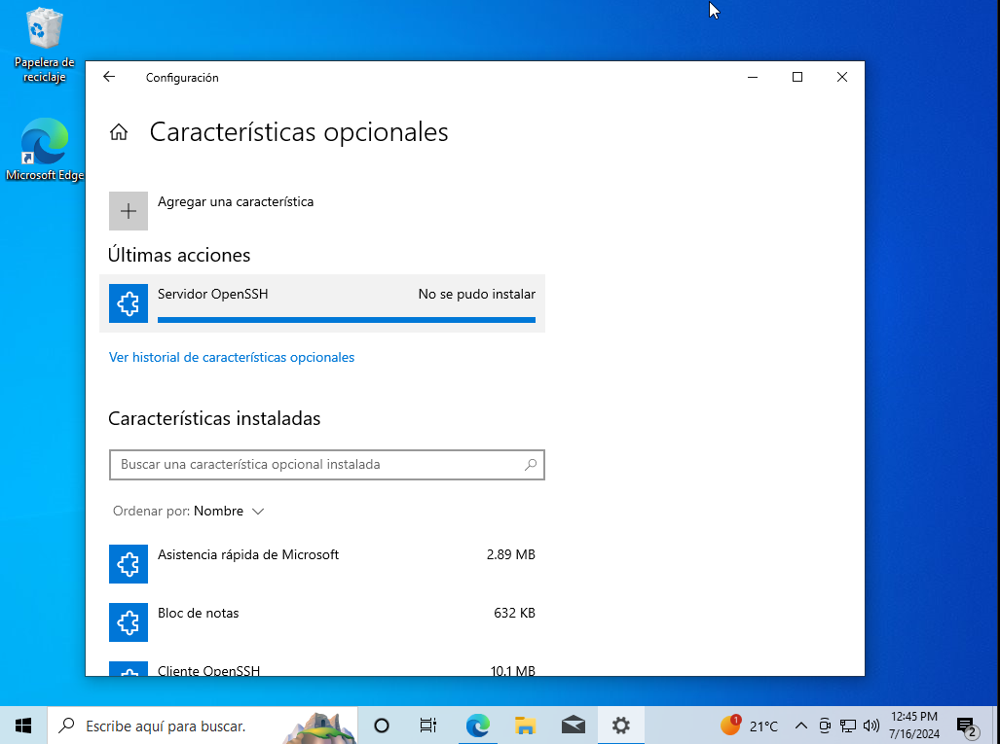 Papelera de
reciclaje
Microsoft Edge
Configuración
Características opcionales
Agregar una característica
Últimas acciones
Servidor OpenSSH No se pudo instalar
Ver historial de características opcionales
Características instaladas
Buscar una característica opcional instalada
Ordenar por: Nombre
Asistencia rápida de Microsoft 2.89 MB
Bloc de notas 632 KB
Cliente OpenSSH 10.1 MB
Escribe aquí para buscar.
1
21°C
12:45 PM
7/16/2024
2